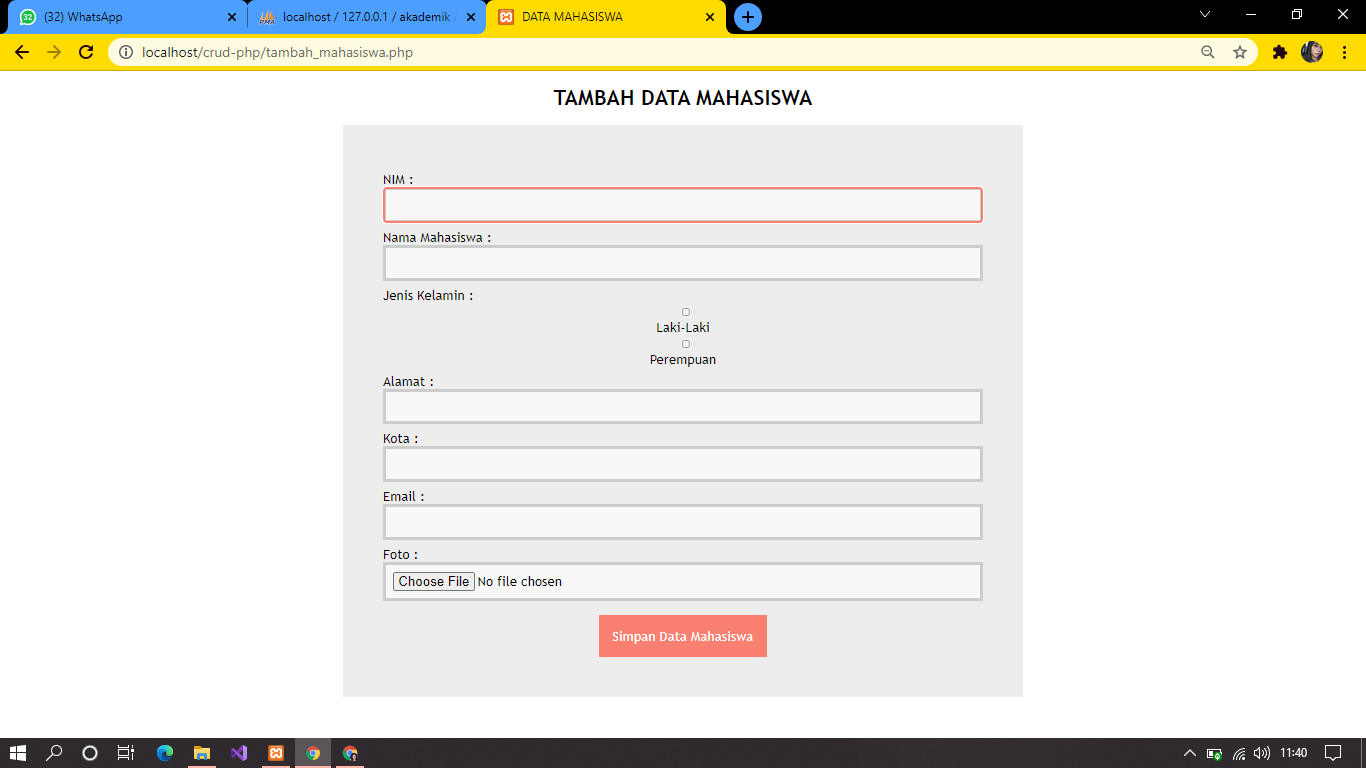 32 (32) WhatsApp
PMA localhost / 127.0.0.1 / akademik /
DATA MAHASISWA
localhost/crud-php/tambah_mahasiswa.php
TAMBAH DATA MAHASISWA
NIM :
Nama Mahasiswa :
Jenis Kelamin :
Laki-Laki
Perempuan
Alamat :
Kota :
Email :
Foto :
Choose File No file chosen
Simpan Data Mahasiswa
11:40